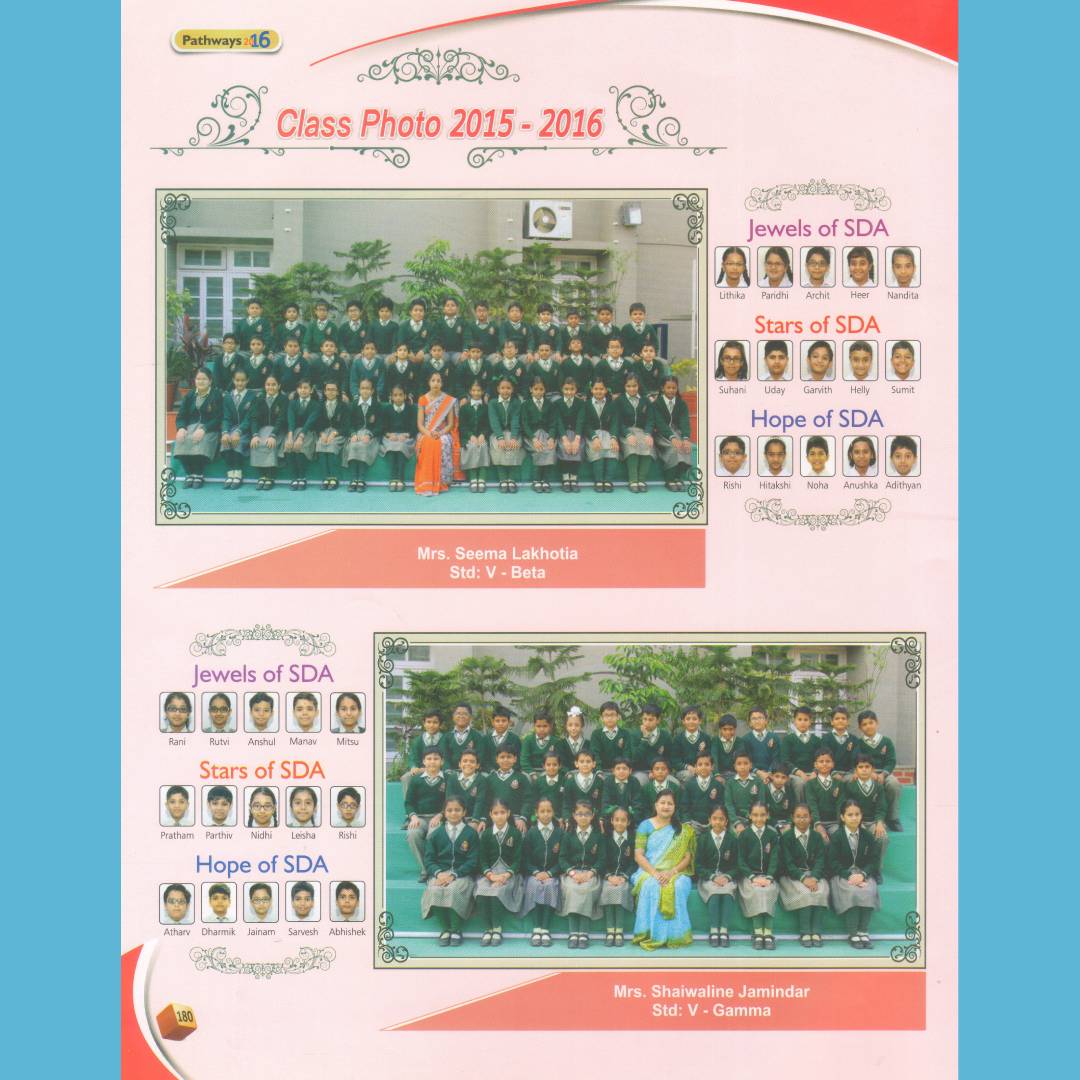 Pathways 2016
Class Photo 2015 - 2016
Jewels of SDA
Lithika Paridhi Archit Heer Nandita
Stars of SDA
Suhani Uday Garvith Helly Sumit
Hope of SDA
Rishi Hitakshi Noha Anushka Adithyan
Mrs. Seema Lakhotia
Std: V - Beta
Jewels of SDA
Rani Rutvi Anshul Manav Mitsu
Stars of SDA
Pratham Parthiv Nidhi Leisha Rishi
Hope of SDA
Atharv Dharmik Jainam Sarvesh Abhishek
Mrs. Shaiwaline Jamindar
Std: V - Gamma
180